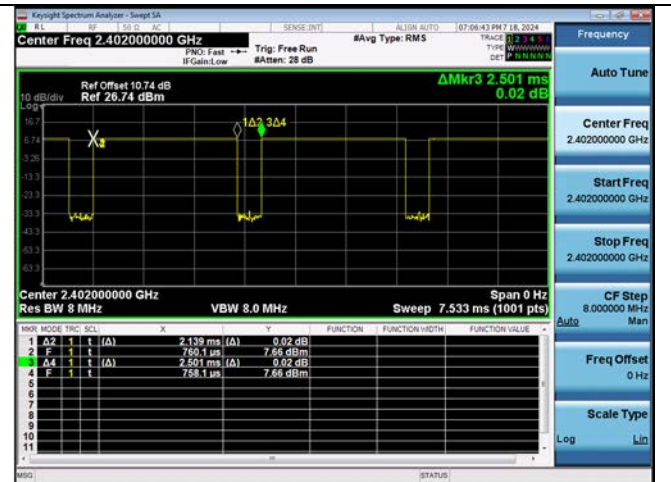 Keysight Spectrum Analyzer - Swept SA
RL RF 50 Ω AC SENSE:INT ALIGN AUTO 07:06:43 PM 7 18, 2024
Center Freq 2.402000000 GHz
PNO: Fast Trig: Free Run
IFGain:Low #Atten: 28 dB
#Avg Type: RMS
TRACE 1 2 3 4 5 6
TYPE WWWWWW
DET P NNNNN
Ref Offset 10.74 dB
10 dB/div Ref 26.74 dBm
Log
ΔMkr3 2.501 ms
0.02 dB
16.7
6.74
-3.26
-13.3
-23.3
-33.3
-43.3
-53.3
-63.3
X
1Δ2 3Δ4
Center 2.402000000 GHz Span 0 Hz
Res BW 8 MHz VBW 8.0 MHz Sweep 7.533 ms (1001 pts)
MKR MODE TRC SCL X Y FUNCTION FUNCTION WIDTH FUNCTION VALUE
1 Δ2 1 t (Δ) 2.139 ms (Δ) 0.02 dB
2 F 1 t 760.1 µs 7.66 dBm
3 Δ4 1 t (Δ) 2.501 ms (Δ) 0.02 dB
4 F 1 t 758.1 µs 7.66 dBm
5
6
7
8
9
10
11
MSG STATUS
Frequency
Auto Tune
Center Freq
2.402000000 GHz
Start Freq
2.402000000 GHz
Stop Freq
2.402000000 GHz
CF Step
8.000000 MHz
Auto Man
Freq Offset
0 Hz
Scale Type
Log Lin